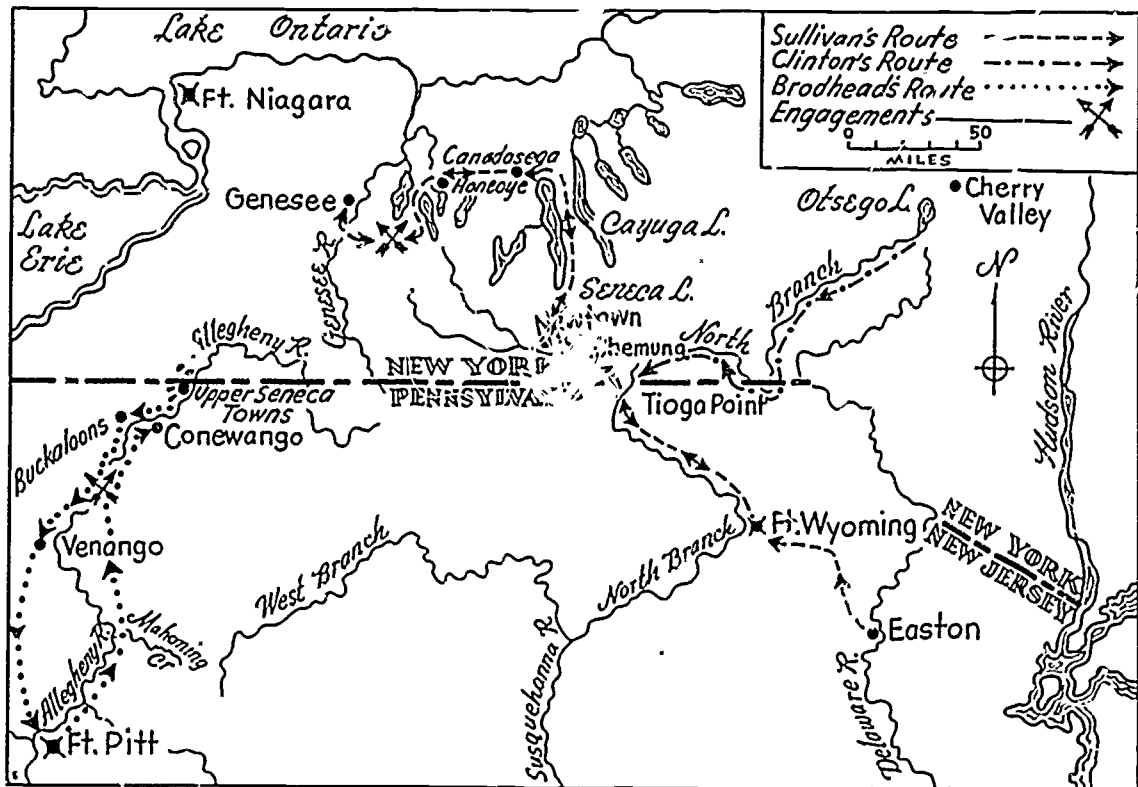 Lake Ontario
Ft. Niagara
Sullivan's Route
Clinton's Route
Brodhead's Route
Engagements
0 50
MILES
Canadasega
Honeoye
Genesee
Cayuga L.
Otsego L.
Cherry
Valley
Lake
Erie
Genesee R.
Seneca L.
Branch
North
N
Hudson River
Allegheny R.
Chemung
NEW YORK
PENNSYLVA
Upper Seneca
Towns
Tioga Point
Conewango
Buckaloons
Venango
Ft. Wyoming
NEW YORK
NEW JERSEY
West Branch
North Branch
Mahoning
Cr.
Easton
Allegheny R.
Ft. Pitt
Susquehanna R.
Delaware R.